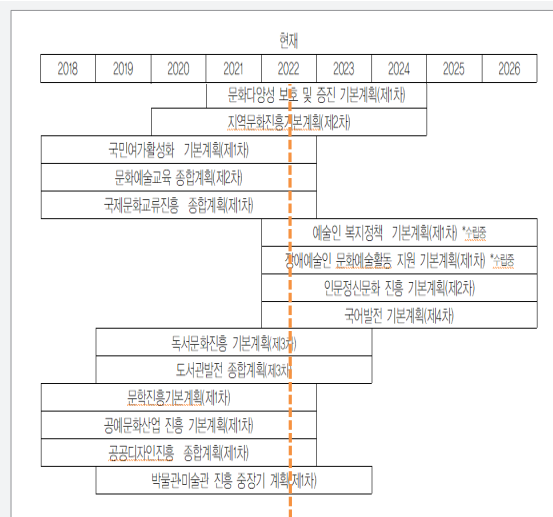 현재
2018 2019 2020 2021 2022 2023 2024 2025 2026
문화다양성 보호 및 증진 기본계획(제1차)
지역문화진흥기본계획(제2차)
국민여가활성화 기본계획(제1차)
문화예술교육 종합계획(제2차)
국제문화교류진흥 종합계획(제1차)
예술인 복지정책 기본계획(제1차) *수립중
장애예술인 문화예술활동 지원 기본계획(제1차) *수립중
인문정신문화 진흥 기본계획(제2차)
국어발전 기본계획(제4차)
독서문화진흥 기본계획(제3차)
도서관발전 종합계획(제3차)
문학진흥기본계획(제1차)
공예문화산업 진흥 기본계획(제1차)
공공디자인진흥 종합계획(제1차)
박물관미술관 진흥 중장기 계획(제1차)